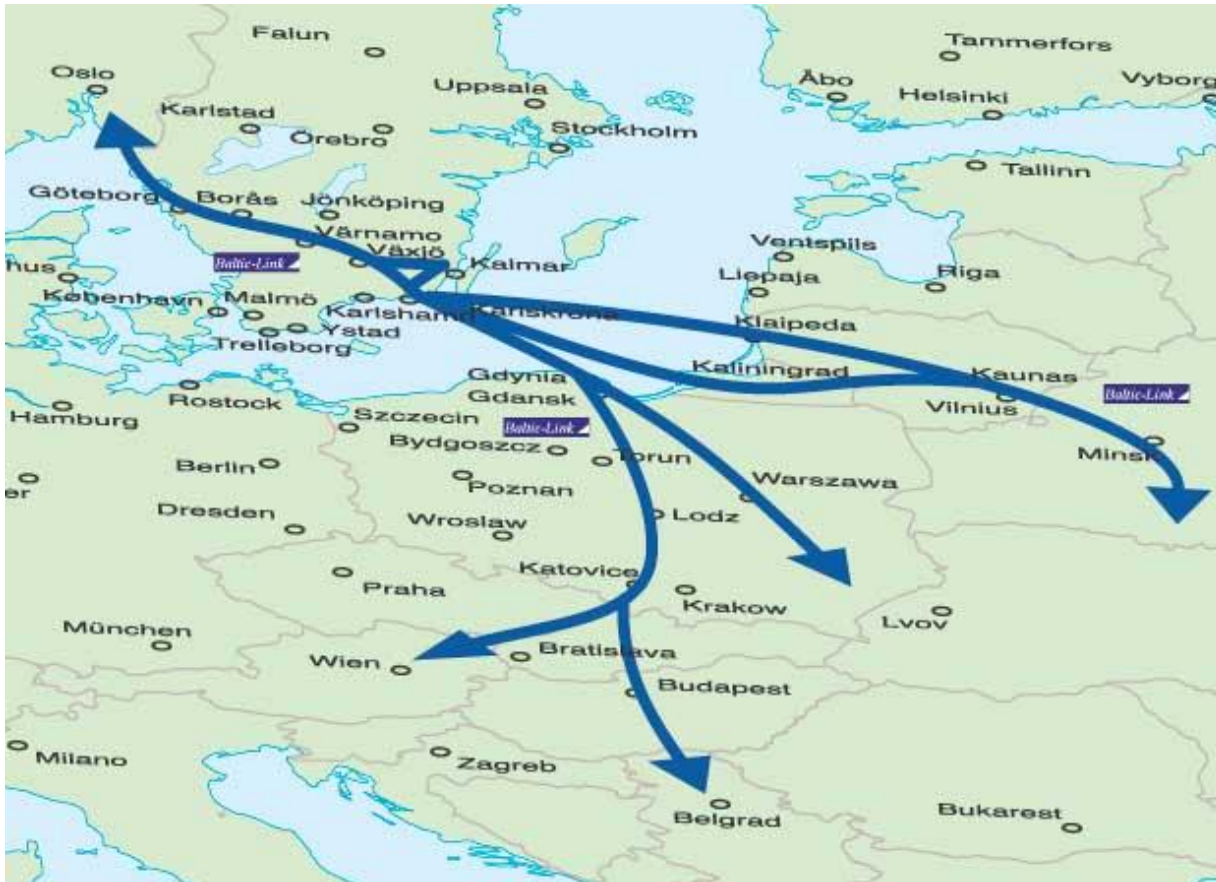 Falun
Tammerfors
Oslo
Uppsala
Åbo
Vyborg
Helsinki
Karlstad
Örebro
Stockholm
Tallinn
Göteborg
Borås
Jönköping
Värnamo
Växjö
Ventspils
Baltic-Link
Kalmar
Liepaja
Riga
hus
København
Malmö
Karlshamn
Karlskrona
Ystad
Trelleborg
Klaipeda
Kaliningrad
Kaunas
Gdynia
Gdansk
Vilnius
Baltic-Link
Rostock
Hamburg
Szczecin
Baltic-Link
Bydgoszcz
Minsk
Berlin
Torun
Poznan
Warszawa
er
Dresden
Wroslaw
Lodz
Katovice
Praha
Krakow
Lvov
München
Wien
Bratislava
Budapest
Milano
Zagreb
Belgrad
Bukarest